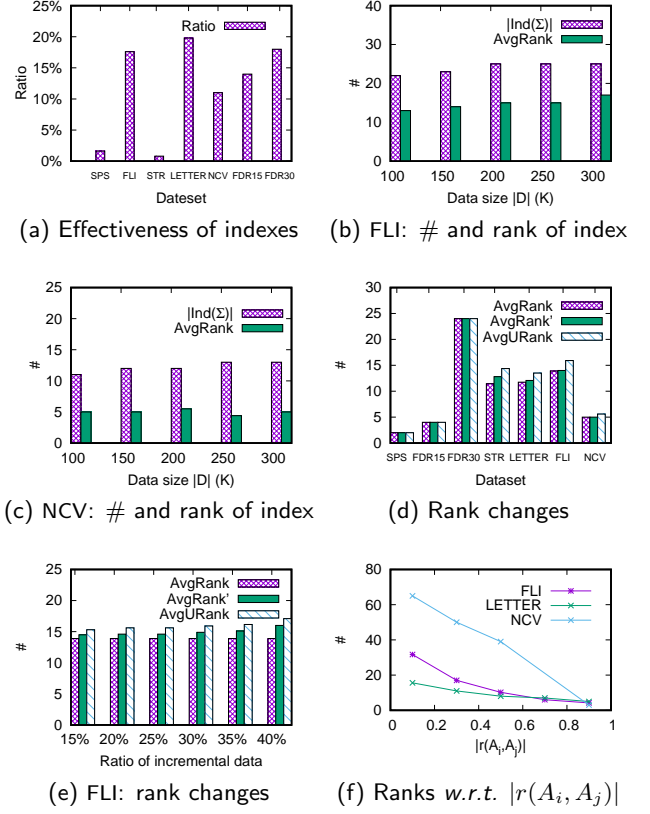 25%
20%
15%
10%
5%
0%
Ratio
Ratio
SPS FLI STR LETTER NCV FDR15 FDR30
Dateset
(a) Effectiveness of indexes
40
30
20
10
0
#
|Ind(Σ)|
AvgRank
100 150 200 250 300
Data size |D| (K)
(b) FLI: # and rank of index
25
20
15
10
5
0
#
|Ind(Σ)|
AvgRank
100 150 200 250 300
Data size |D| (K)
(c) NCV: # and rank of index
30
25
20
15
10
5
0
#
AvgRank
AvgRank'
AvgURank
SPS FDR15 FDR30 STR LETTER FLI NCV
Dataset
(d) Rank changes
25
20
15
10
5
0
#
AvgRank
AvgRank'
AvgURank
15% 20% 25% 30% 35% 40%
Ratio of incremental data
(e) FLI: rank changes
80
60
40
20
0
#
FLI
LETTER
NCV
0 0.2 0.4 0.6 0.8 1
|r(A_i,A_j)|
(f) Ranks w.r.t. |r(A_i, A_j)|